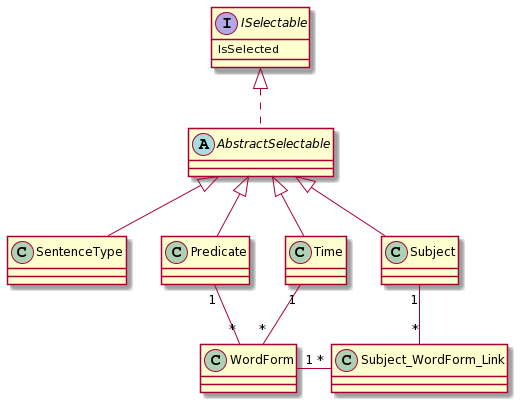 I ISelectable
IsSelected
A AbstractSelectable
C SentenceType
C Predicate
C Time
C Subject
1
1
1
*
*
*
C WordForm
1 *
C Subject_WordForm_Link